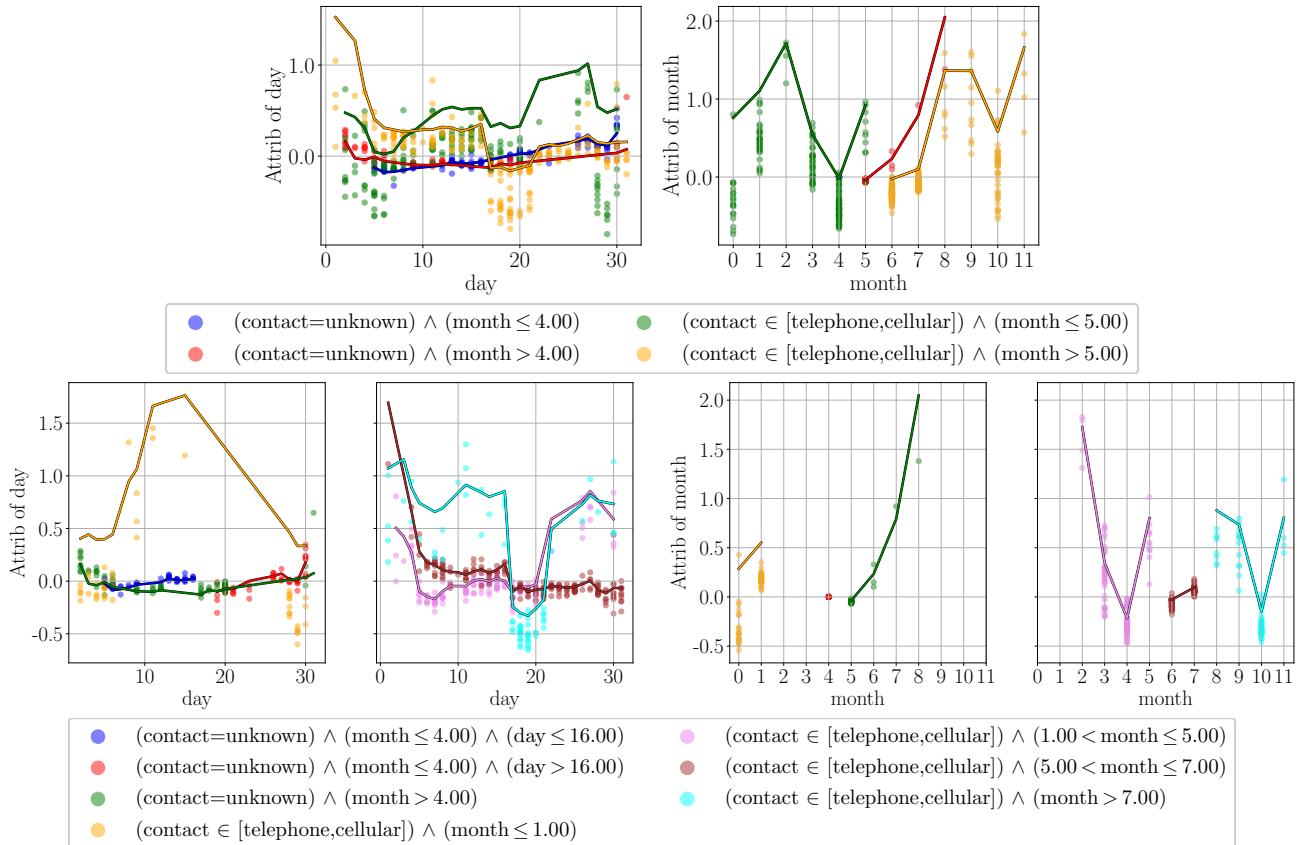 Attrib of day
1.0
0.0
0 10 20 30
day
Attrib of month
2.0
1.0
0.0
0 1 2 3 4 5 6 7 8 9 10 11
month
(contact=unknown) ∧ (month ≤ 4.00)
(contact=unknown) ∧ (month > 4.00)
(contact ∈ [telephone,cellular]) ∧ (month ≤ 5.00)
(contact ∈ [telephone,cellular]) ∧ (month > 5.00)
Attrib of day
1.5
1.0
0.5
0.0
-0.5
10 20 30
day
0 10 20 30
day
Attrib of month
2.0
1.5
1.0
0.5
0.0
-0.5
0 1 2 3 4 5 6 7 8 9 10 11
month
0 1 2 3 4 5 6 7 8 9 10 11
month
(contact=unknown) ∧ (month ≤ 4.00) ∧ (day ≤ 16.00)
(contact=unknown) ∧ (month ≤ 4.00) ∧ (day > 16.00)
(contact=unknown) ∧ (month > 4.00)
(contact ∈ [telephone,cellular]) ∧ (month ≤ 1.00)
(contact ∈ [telephone,cellular]) ∧ (1.00 < month ≤ 5.00)
(contact ∈ [telephone,cellular]) ∧ (5.00 < month ≤ 7.00)
(contact ∈ [telephone,cellular]) ∧ (month > 7.00)